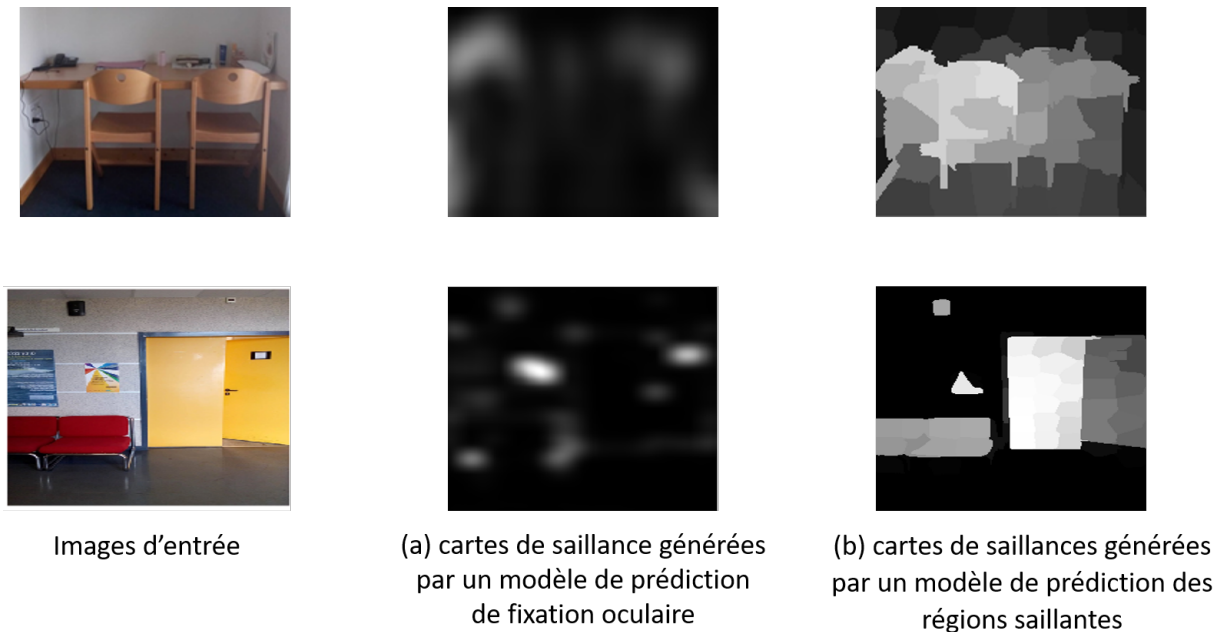 Images d'entrée
(a) cartes de saillance générées
par un modèle de prédiction
de fixation oculaire
(b) cartes de saillances générées
par un modèle de prédiction des
régions saillantes